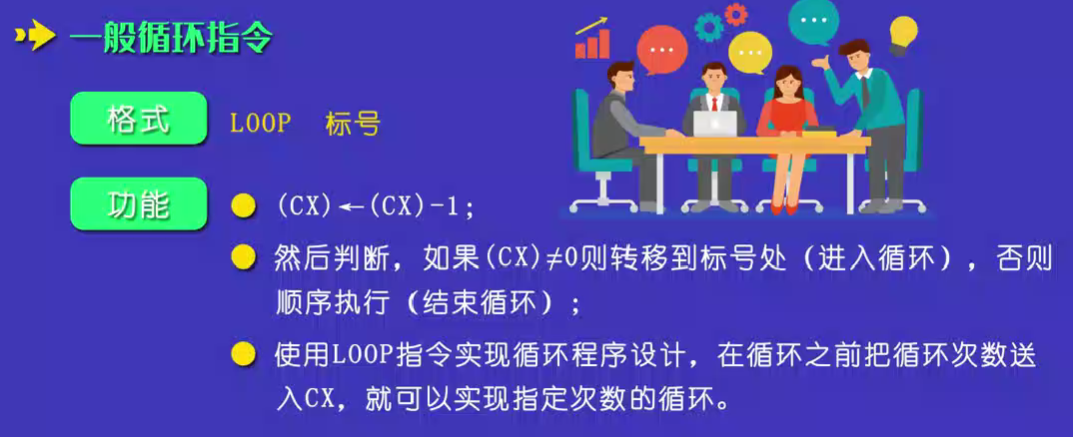 一般循环指令
格式 LOOP 标号
功能 (CX)←(CX)-1;
然后判断，如果(CX)≠0则转移到标号处（进入循环），否则
顺序执行（结束循环）；
使用LOOP指令实现循环程序设计，在循环之前把循环次数送
入CX，就可以实现指定次数的循环。